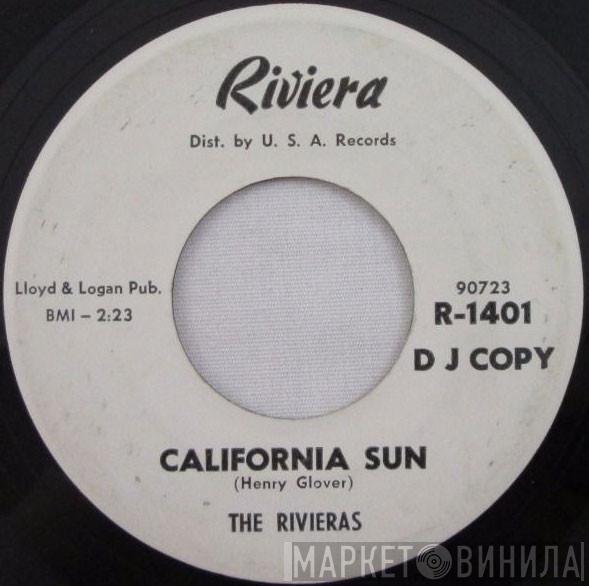 Riviera
Dist. by U. S. A. Records
Lloyd & Logan Pub.
BMI – 2:23
90723
R-1401
D J COPY
CALIFORNIA SUN
(Henry Glover)
THE RIVIERAS
МАРКЕТ ВИНИЛА